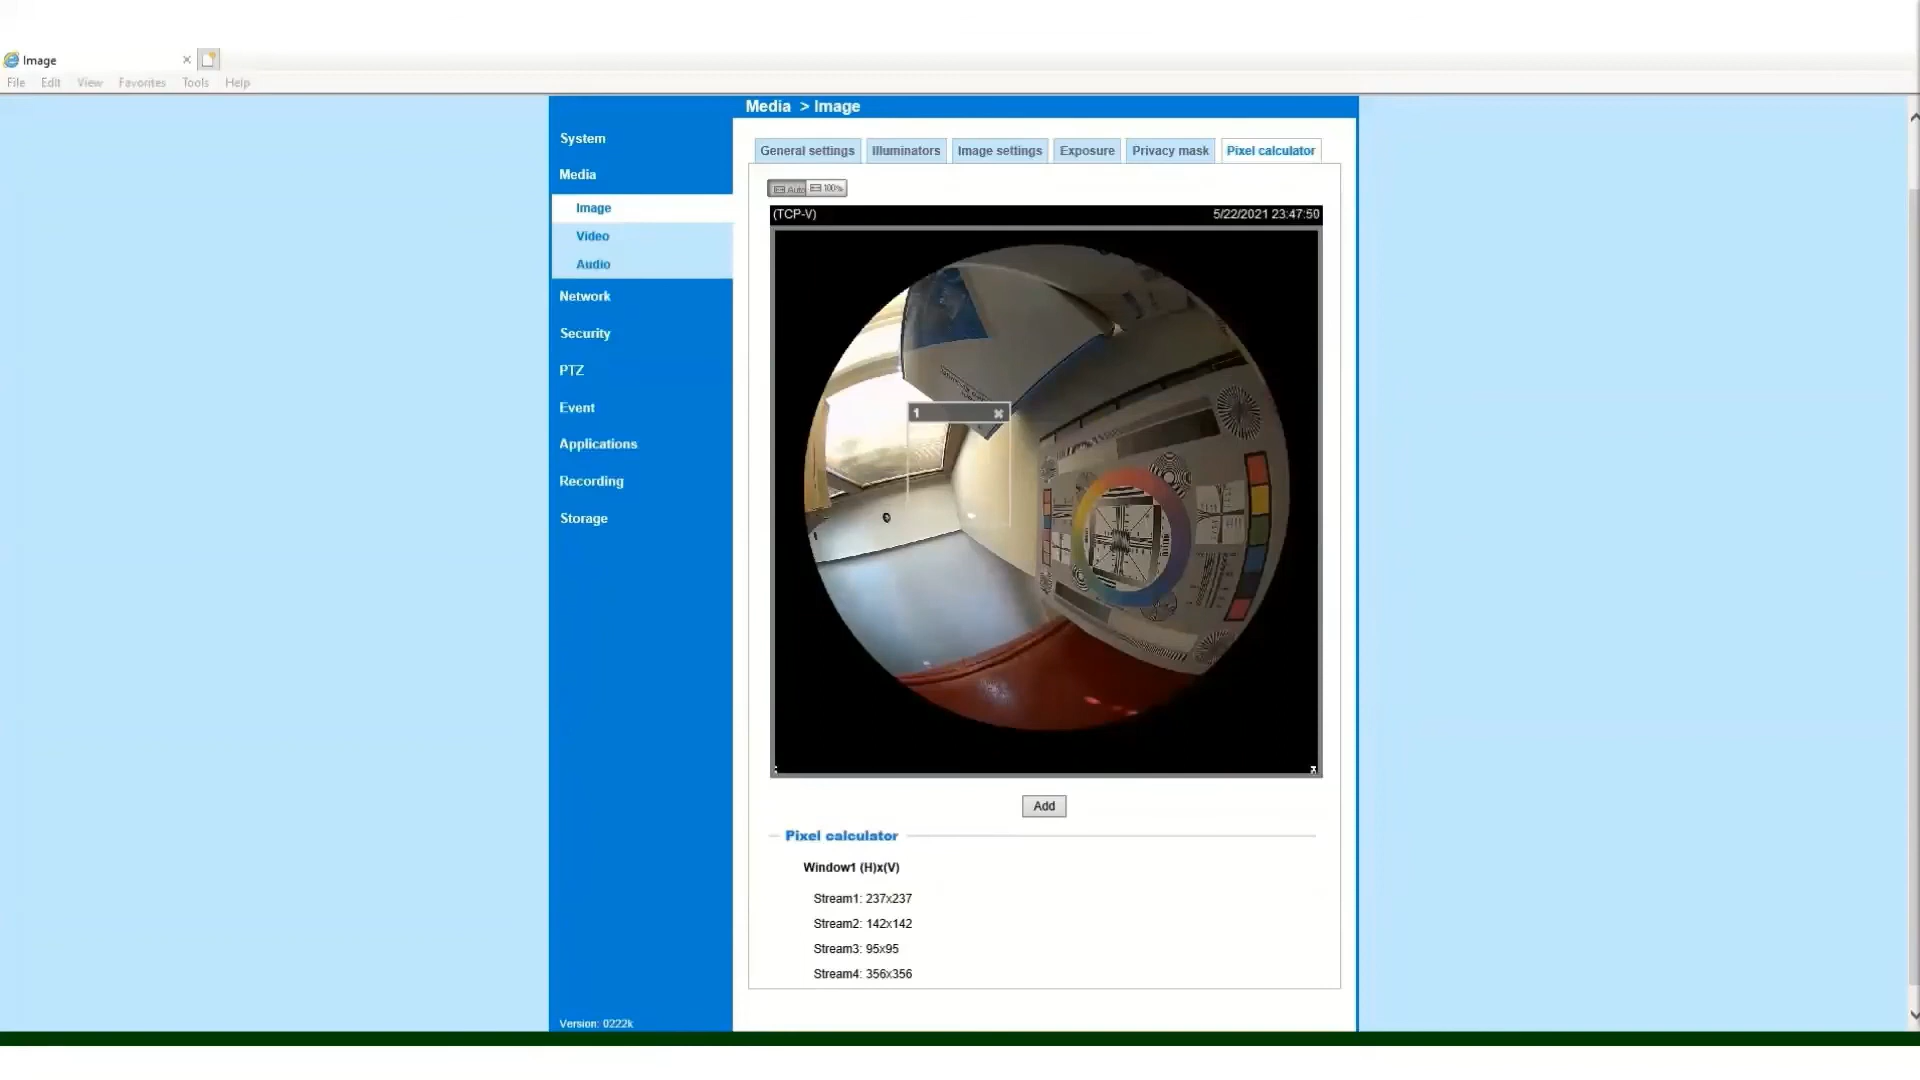 Image
File Edit View Favorites Tools Help
Media > Image
System
Media
Image
Video
Audio
Network
Security
PTZ
Event
Applications
Recording
Storage
Version: 0222k
General settings Illuminators Image settings Exposure Privacy mask Pixel calculator
Auto 100%
(TCP-V) 5/22/2021 23:47:50
1
Add
Pixel calculator
Window1 (H)x(V)
Stream1: 237x237
Stream2: 142x142
Stream3: 95x95
Stream4: 356x356